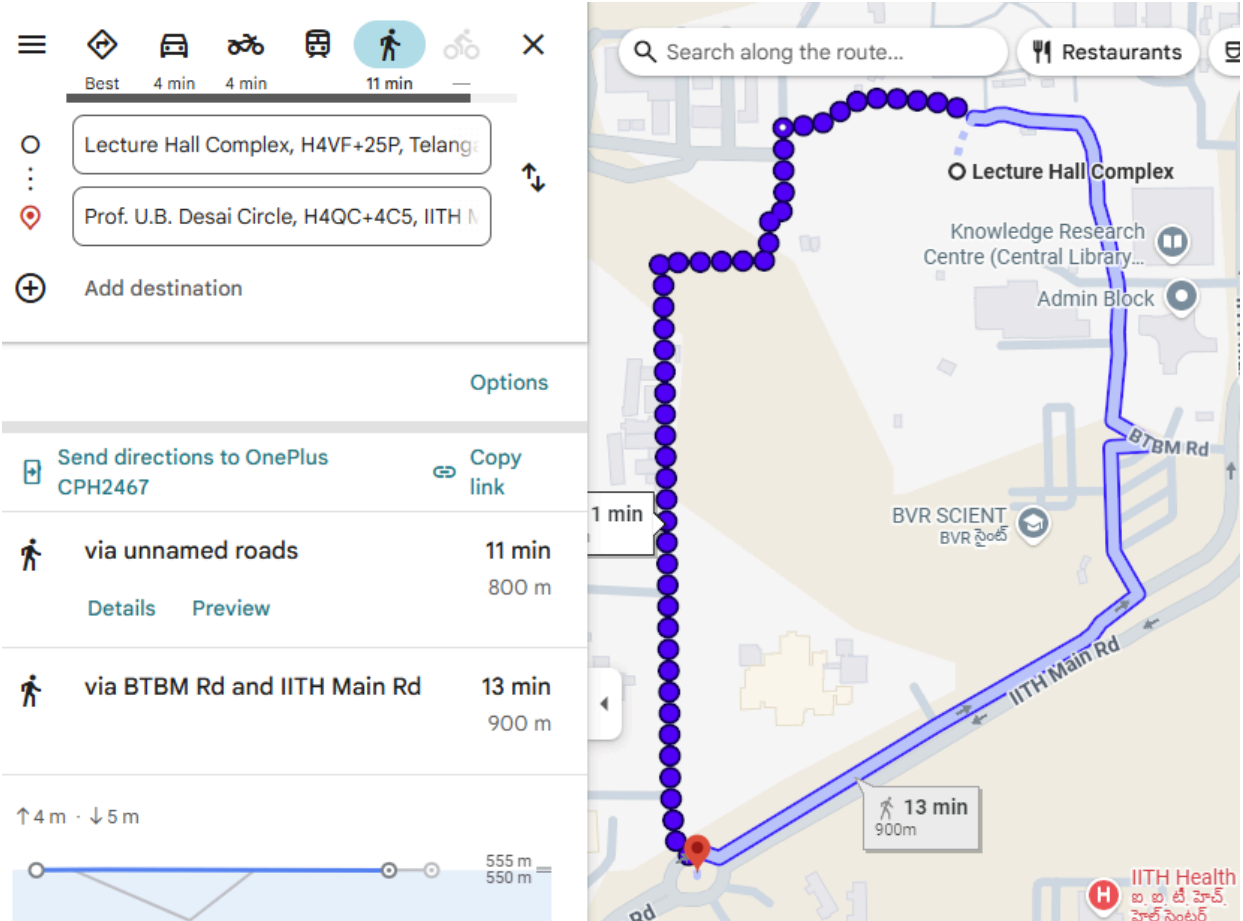 Best
4 min
4 min
11 min
Search along the route...
Restaurants
Lecture Hall Complex, H4VF+25P, Telanga
Prof. U.B. Desai Circle, H4QC+4C5, IITH M
Add destination
Options
Send directions to OnePlus
CPH2467
Copy
link
via unnamed roads
11 min
800 m
Details
Preview
via BTBM Rd and IITH Main Rd
13 min
900 m
4 m · 5 m
555 m
550 m
Lecture Hall Complex
Knowledge Research
Centre (Central Library...
Admin Block
BTBM Rd
1 min
BVR SCIENT
BVR సైంట్
IITH Main Rd
13 min
900m
Rd
H
IITH Health
ఐ. ఐ. టీ. హెచ్.
హెల్త్ సెంటర్